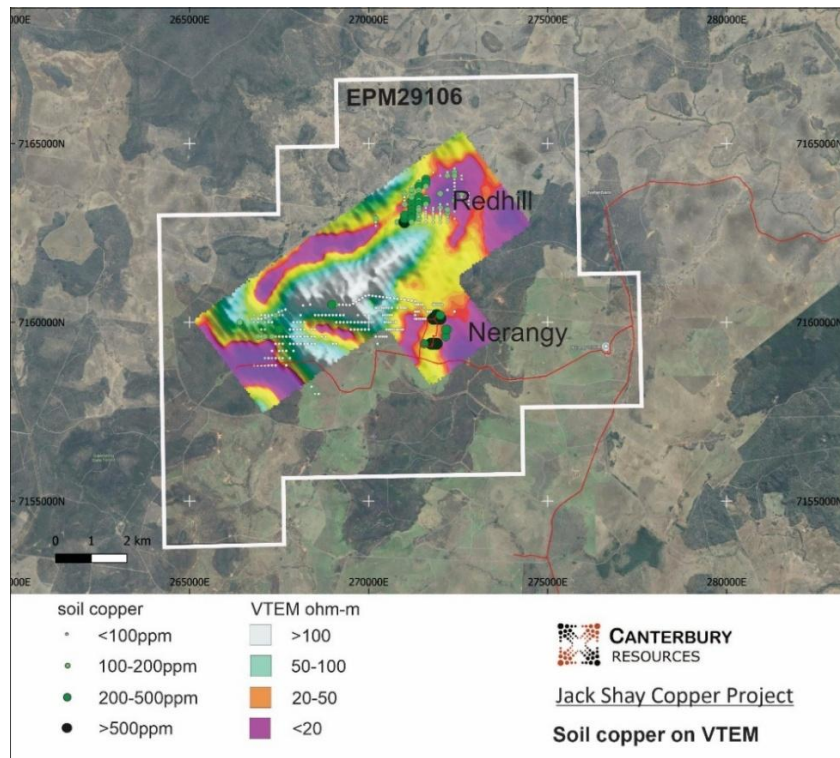 265000E 270000E 275000E 280000E
EPM29106
7165000N 7165000N
Redhill
7160000N 7160000N
Nerangy
7155000N 7155000N
0 1 2 km
000E 265000E 270000E 275000E 280000E
soil copper VTEM ohm-m
<100ppm >100
100-200ppm 50-100
200-500ppm 20-50
>500ppm <20
CANTERBURY
RESOURCES
Jack Shay Copper Project
Soil copper on VTEM